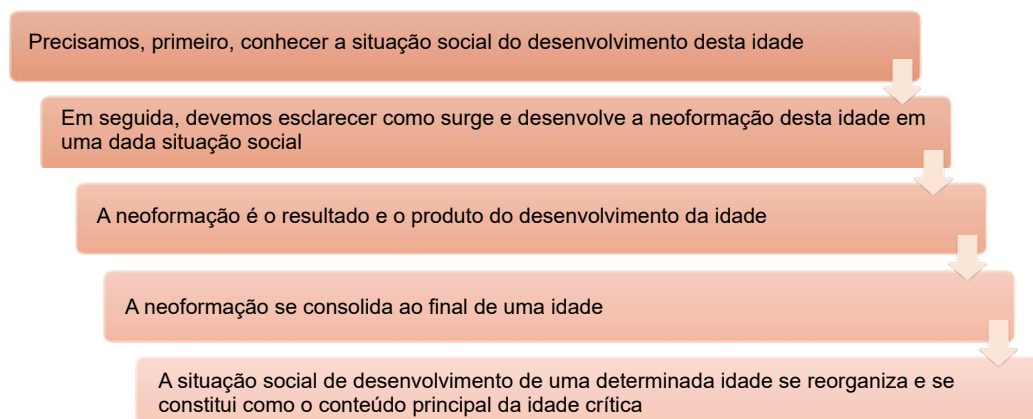 Precisamos, primeiro, conhecer a situação social do desenvolvimento desta idade
Em seguida, devemos esclarecer como surge e desenvolve a neoformação desta idade em
uma dada situação social
A neoformação é o resultado e o produto do desenvolvimento da idade
A neoformação se consolida ao final de uma idade
A situação social de desenvolvimento de uma determinada idade se reorganiza e se
constitui como o conteúdo principal da idade crítica